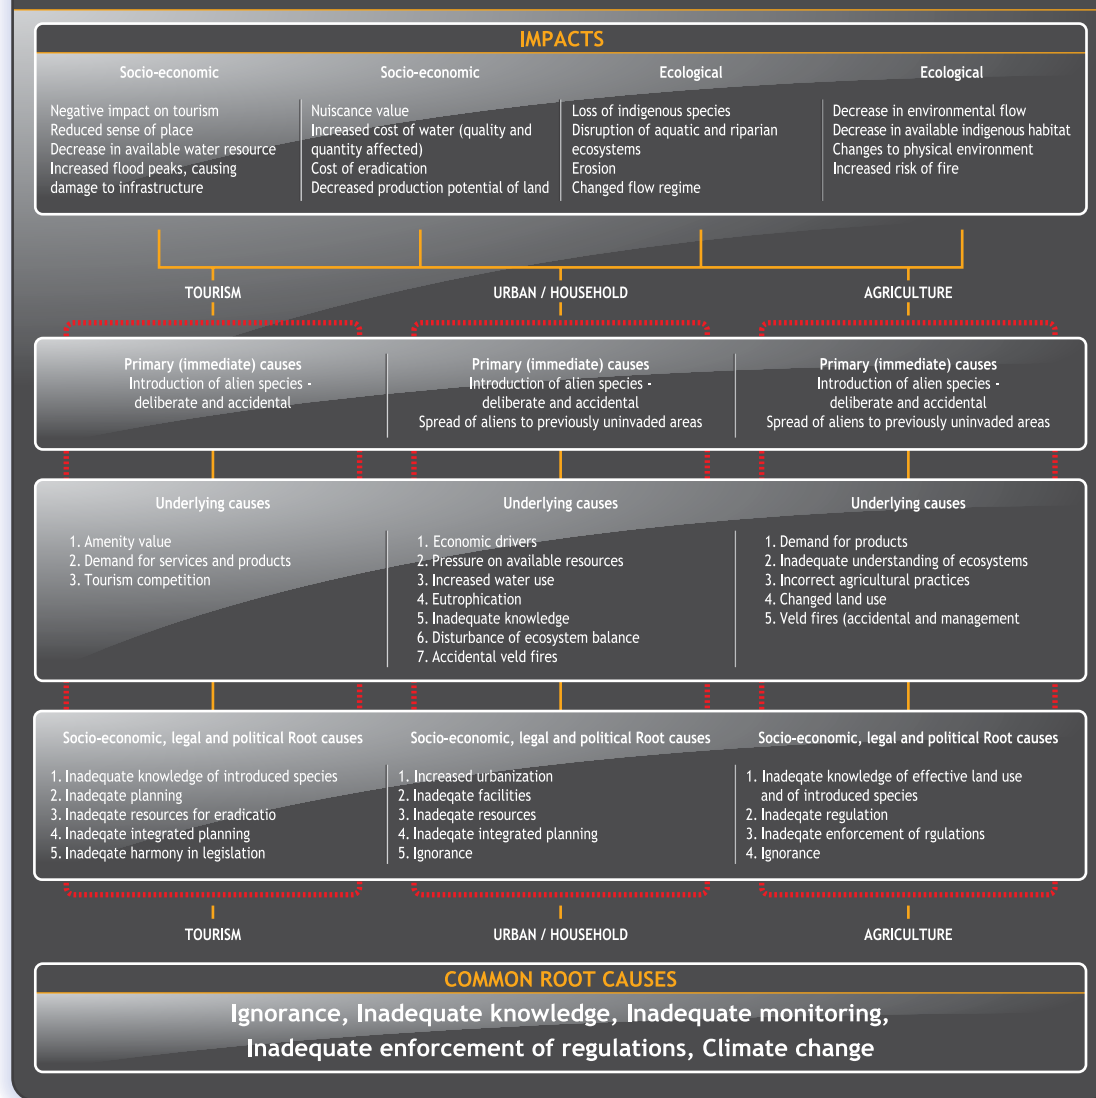 IMPACTS
Socio-economic
Negative impact on tourism
Reduced sense of place
Decrease in available water resource
Increased flood peaks, causing
damage to infrastructure
Socio-economic
Nuiscance value
Increased cost of water (quality and
quantity affected)
Cost of eradication
Decreased production potential of land
Ecological
Loss of indigenous species
Disruption of aquatic and riparian
ecosystems
Erosion
Changed flow regime
Ecological
Decrease in environmental flow
Decrease in available indigenous habitat
Changes to physical environment
Increased risk of fire
TOURISM
URBAN / HOUSEHOLD
AGRICULTURE
Primary (immediate) causes
Introduction of alien species -
deliberate and accidental
Primary (immediate) causes
Introduction of alien species -
deliberate and accidental
Spread of aliens to previously uninvaded areas
Primary (immediate) causes
Introduction of alien species -
deliberate and accidental
Spread of aliens to previously uninvaded areas
Underlying causes
1. Amenity value
2. Demand for services and products
3. Tourism competition
Underlying causes
1. Economic drivers
2. Pressure on available resources
3. Increased water use
4. Eutrophication
5. Inadequate knowledge
6. Disturbance of ecosystem balance
7. Accidental veld fires
Underlying causes
1. Demand for products
2. Inadequate understanding of ecosystems
3. Incorrect agricultural practices
4. Changed land use
5. Veld fires (accidental and management
Socio-economic, legal and political Root causes
1. Inadequate knowledge of introduced species
2. Inadeqate planning
3. Inadeqate resources for eradicatio
4. Inadeqate integrated planning
5. Inadeqate harmony in legislation
Socio-economic, legal and political Root causes
1. Increased urbanization
2. Inadeqate facilities
3. Inadeqate resources
4. Inadeqate integrated planning
5. Ignorance
Socio-economic, legal and political Root causes
1. Inadeqate knowledge of effective land use
and of introduced species
2. Inadeqate regulation
3. Inadeqate enforcement of rgulations
4. Ignorance
TOURISM
URBAN / HOUSEHOLD
AGRICULTURE
COMMON ROOT CAUSES
Ignorance, Inadequate knowledge, Inadequate monitoring,
Inadequate enforcement of regulations, Climate change